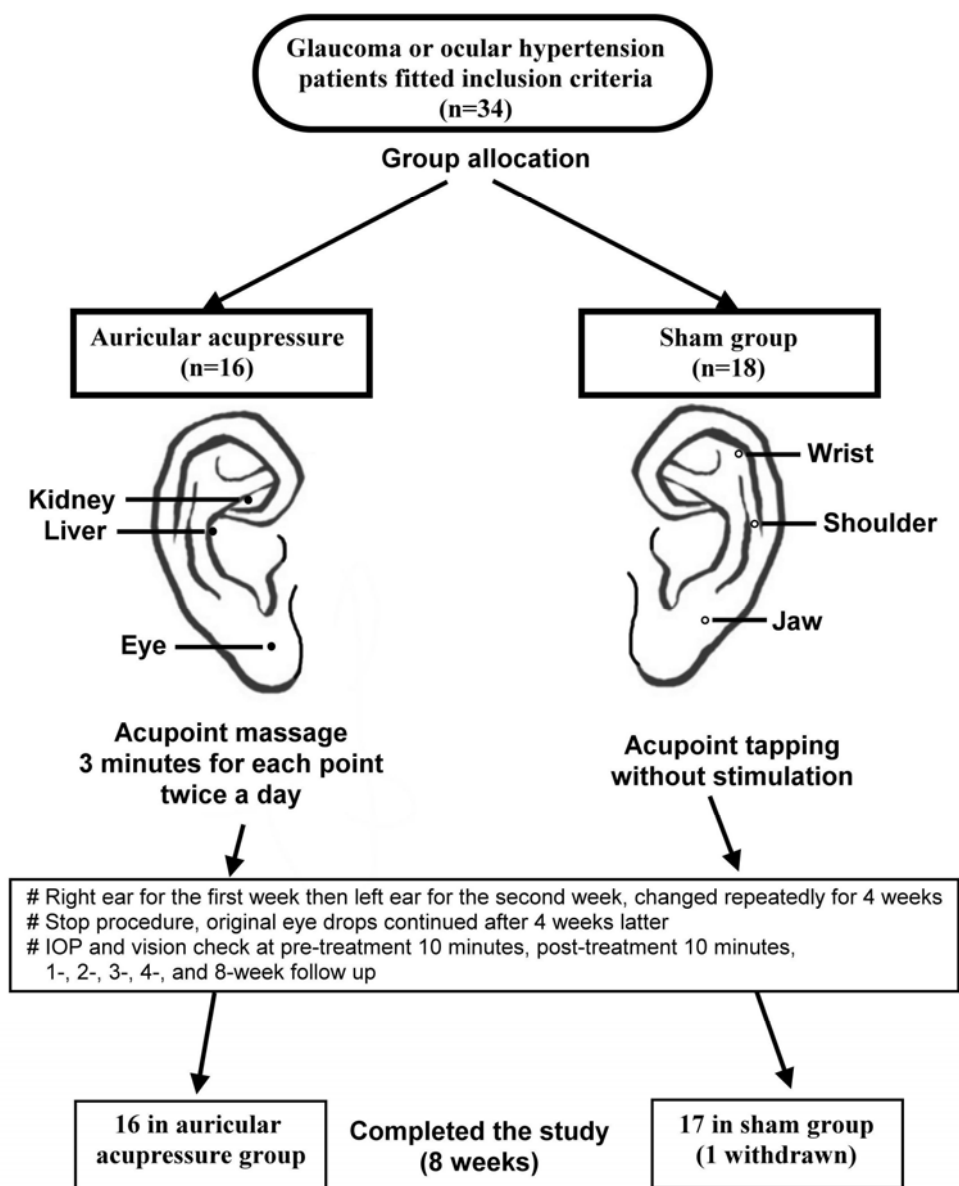 Glaucoma or ocular hypertension
patients fitted inclusion criteria
(n=34)
Group allocation
Auricular acupressure
(n=16)
Sham group
(n=18)
Kidney
Liver
Eye
Wrist
Shoulder
Jaw
Acupoint massage
3 minutes for each point
twice a day
Acupoint tapping
without stimulation
# Right ear for the first week then left ear for the second week, changed repeatedly for 4 weeks
# Stop procedure, original eye drops continued after 4 weeks latter
# IOP and vision check at pre-treatment 10 minutes, post-treatment 10 minutes,
1-, 2-, 3-, 4-, and 8-week follow up
16 in auricular
acupressure group
Completed the study
(8 weeks)
17 in sham group
(1 withdrawn)